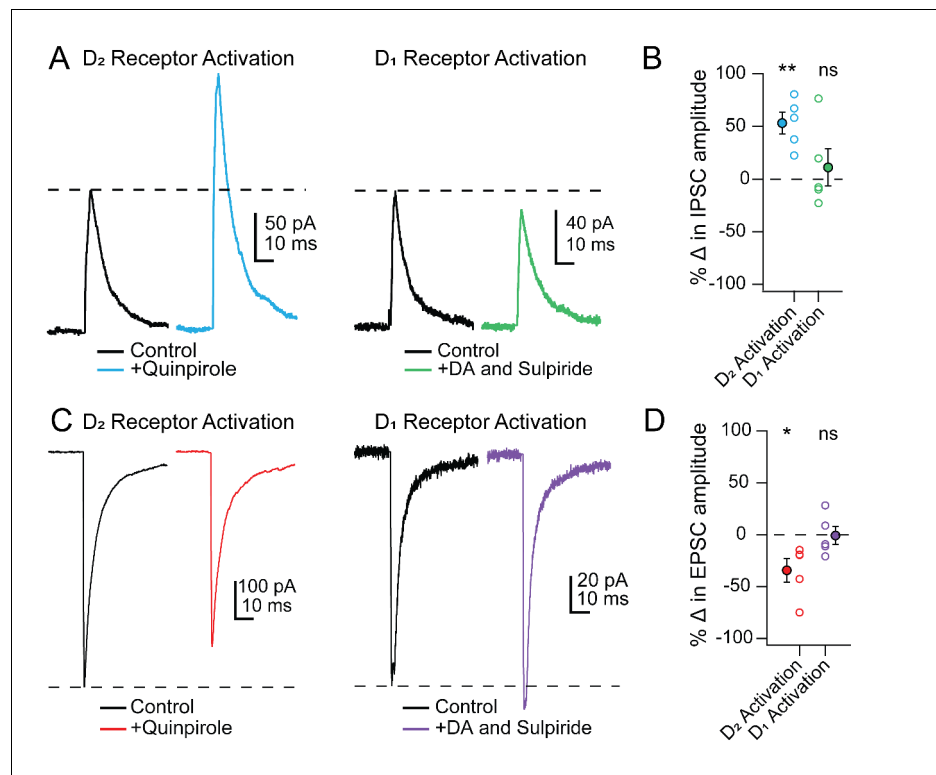 A
D₂ Receptor Activation
D₁ Receptor Activation
50 pA
10 ms
40 pA
10 ms
Control
+Quinpirole
Control
+DA and Sulpiride
B
% Δ in IPSC amplitude
100
50
0
-50
-100
**
ns
D₂ Activation
D₁ Activation
C
D₂ Receptor Activation
D₁ Receptor Activation
100 pA
10 ms
20 pA
10 ms
Control
+Quinpirole
Control
+DA and Sulpiride
D
% Δ in EPSC amplitude
100
50
0
-50
-100
*
ns
D₂ Activation
D₁ Activation